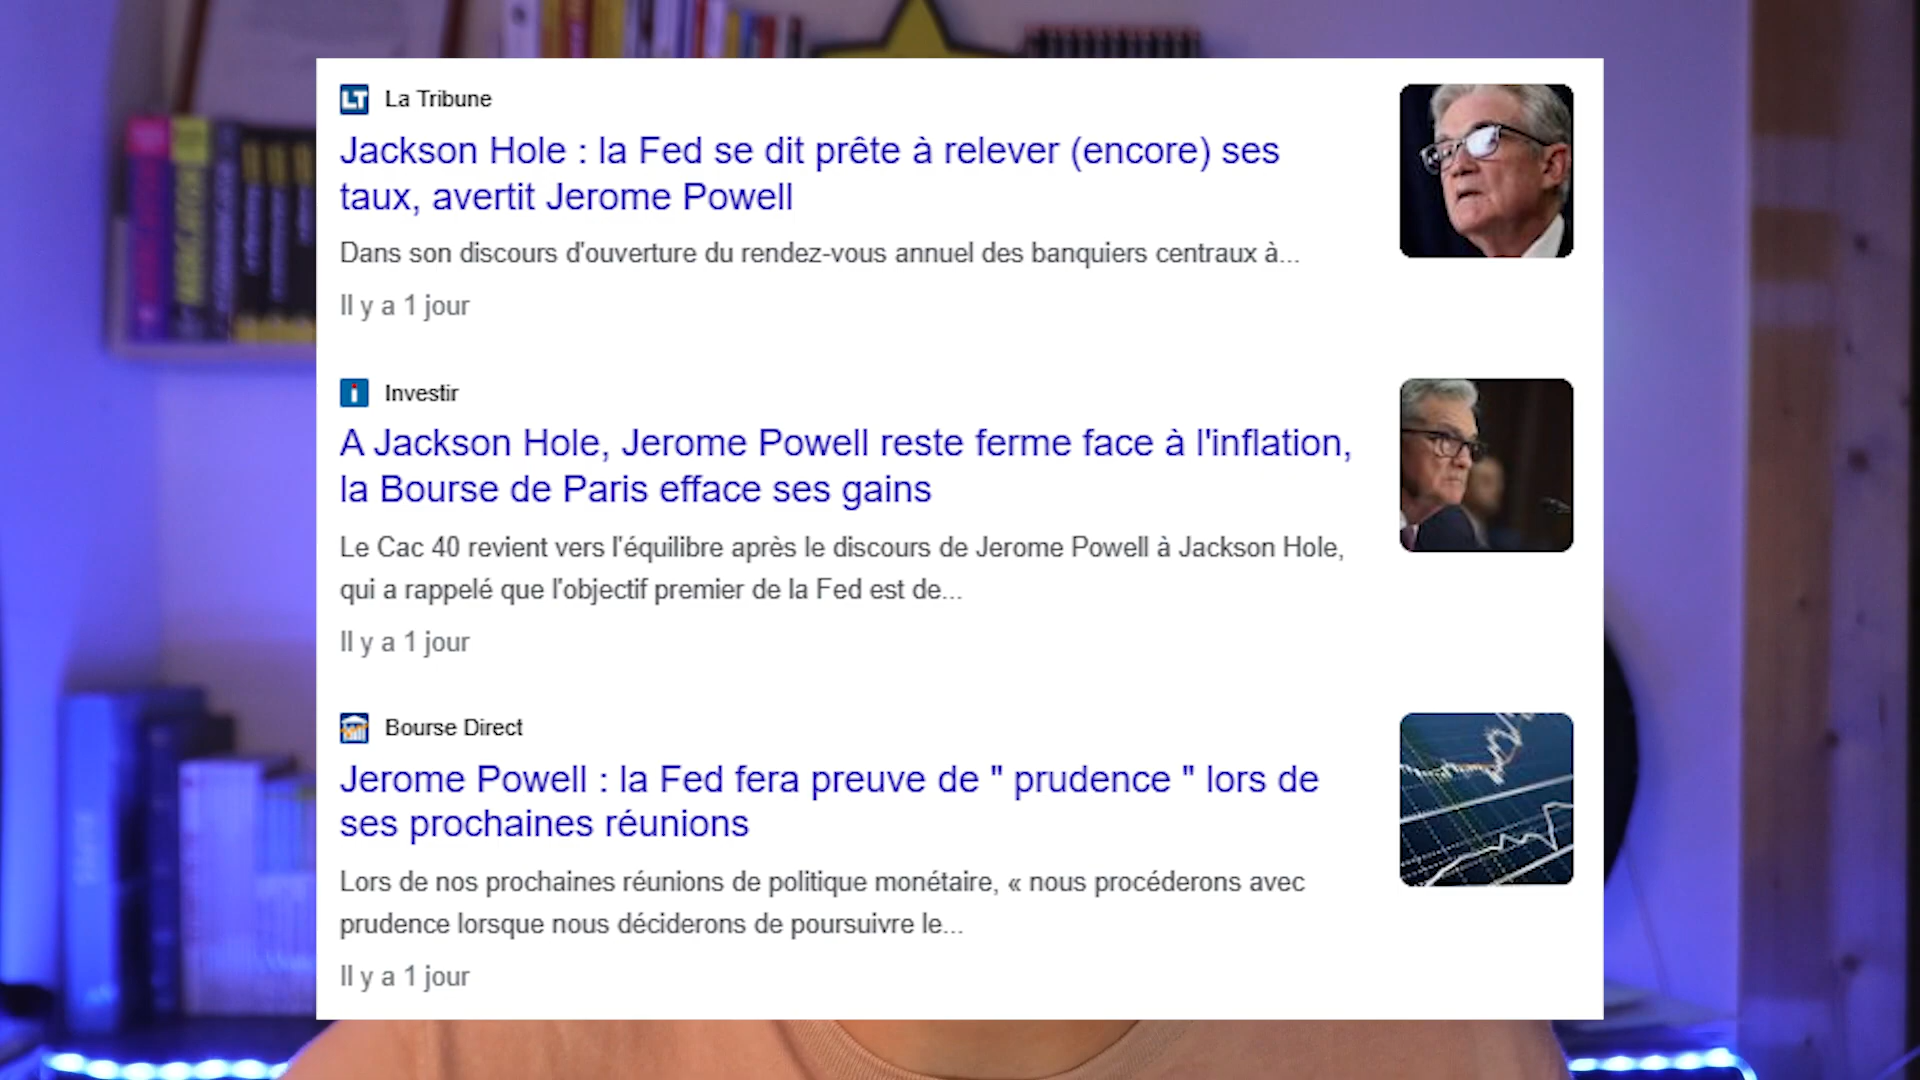 LT La Tribune
Jackson Hole : la Fed se dit prête à relever (encore) ses
taux, avertit Jerome Powell
Dans son discours d'ouverture du rendez-vous annuel des banquiers centraux à...
Il y a 1 jour
i Investir
A Jackson Hole, Jerome Powell reste ferme face à l'inflation,
la Bourse de Paris efface ses gains
Le Cac 40 revient vers l'équilibre après le discours de Jerome Powell à Jackson Hole,
qui a rappelé que l'objectif premier de la Fed est de...
Il y a 1 jour
Bourse Direct
Jerome Powell : la Fed fera preuve de " prudence " lors de
ses prochaines réunions
Lors de nos prochaines réunions de politique monétaire, « nous procéderons avec
prudence lorsque nous déciderons de poursuivre le...
Il y a 1 jour